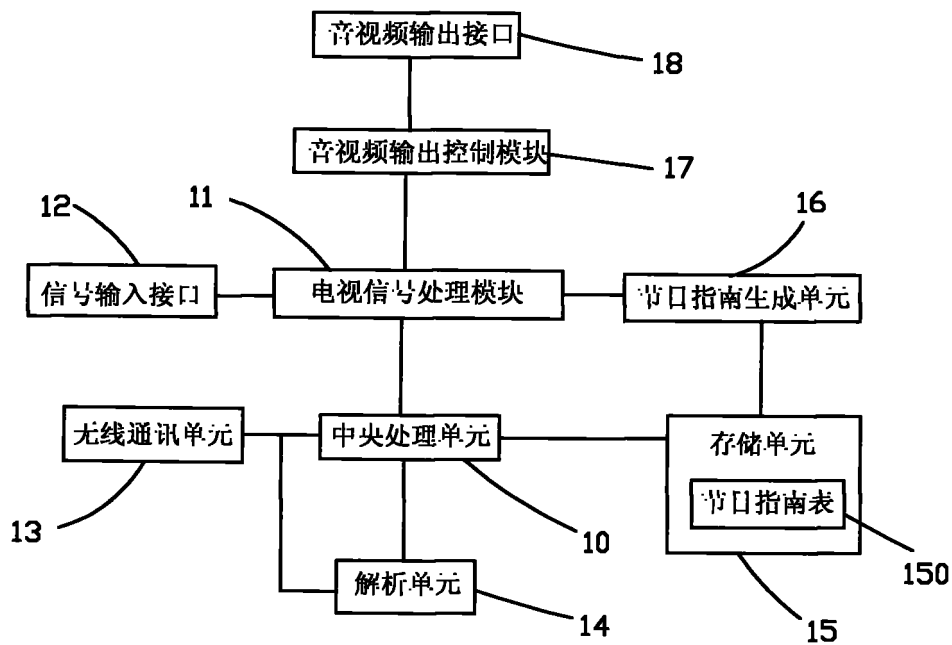 音视频输出接口
18
音视频输出控制模块
17
11
12
16
信号输入接口
电视信号处理模块
节目指南生成单元
无线通讯单元
中央处理单元
存储单元
节目指南表
13
10
150
解析单元
14
15